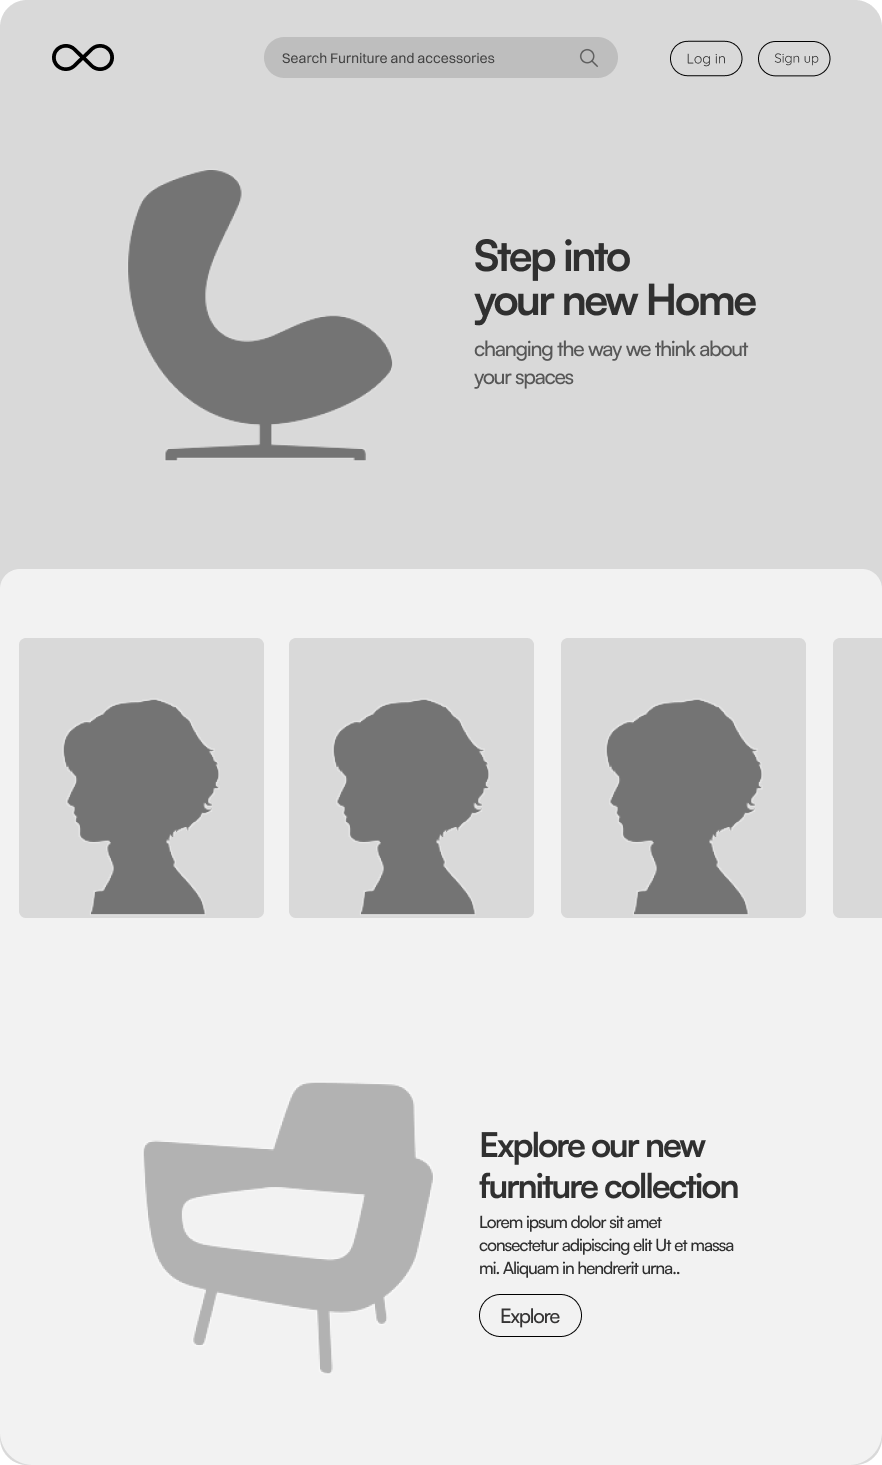 Search Furniture and accessories
Log in
Sign up
Step into
your new Home
changing the way we think about
your spaces
Explore our new
furniture collection
Lorem ipsum dolor sit amet
consectetur adipiscing elit Ut et massa
mi. Aliquam in hendrerit urna..
Explore